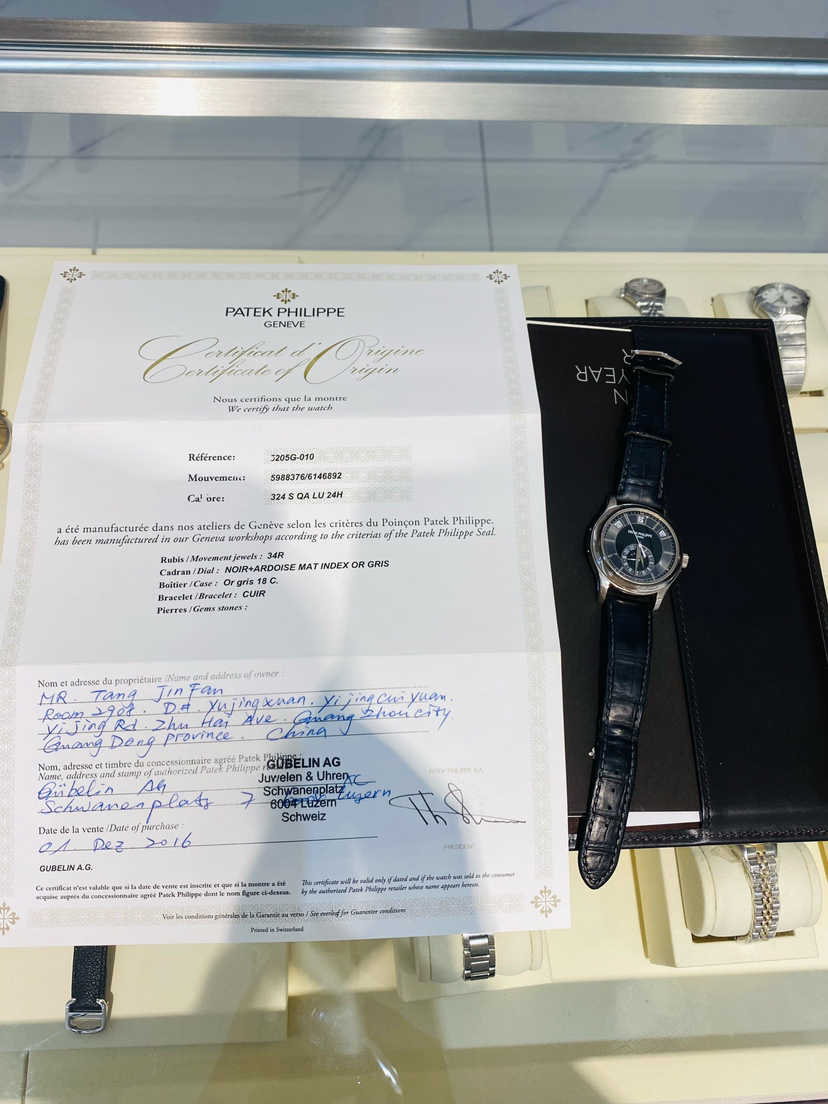 PATEK PHILIPPE
GENEVE
Certificat d'Origine
Certificate of Origin
Nous certifions que la montre
We certify that the watch
Référence: 5205G-010
Mouvement: 5988376/6146892
Calibre: 324 S QA LU 24H
a été manufacturée dans nos ateliers de Genève selon les critères du Poinçon Patek Philippe.
has been manufactured in our Geneva workshops according to the criterias of the Patek Philippe Seal.
Rubis /Movement jewels : 34R
Cadran /Dial : NOIR+ARDOISE MAT INDEX OR GRIS
Boîtier /Case : Or gris 18 C.
Bracelet /Bracelet : CUIR
Pierres /Gems stones :
Nom et adresse du propriétaire /Name and address of owner :
MR. Tang JinFan
Room 2908. D#. Yujingxuan. Yijingcuiyuan.
Yijing Rd. Zhu Hai Ave. Guang Zhou city.
Guang Dong province. China
Nom, adresse et timbre du concessionnaire agréé Patek Philippe :
Name, address and stamp of authorized Patek Philippe
GÜBELIN AG
Juwelen & Uhren
Schwanenplatz
6004 Luzern
Schweiz
Gübelin AG
Schwanenplatz 7 Luzern
PATEK PHILIPPE S.A.
PRESIDENT
Date de la vente /Date of purchase :
01. Dez 2016
GUBELIN A.G.
Ce certificat n'est valable que si la date de vente est inscrite et que si la montre a été
acquise auprès du concessionnaire agréé Patek Philippe dont le nom figure ci-dessus.
This certificate will be valid only if dated and if the watch was sold to the consumer
by the authorized Patek Philippe retailer whose name appears hereon.
Voir les conditions générales de la Garantie au verso / See overleaf for Guarantee conditions
Printed in Switzerland
YEAR
PATEK PHILIPPE